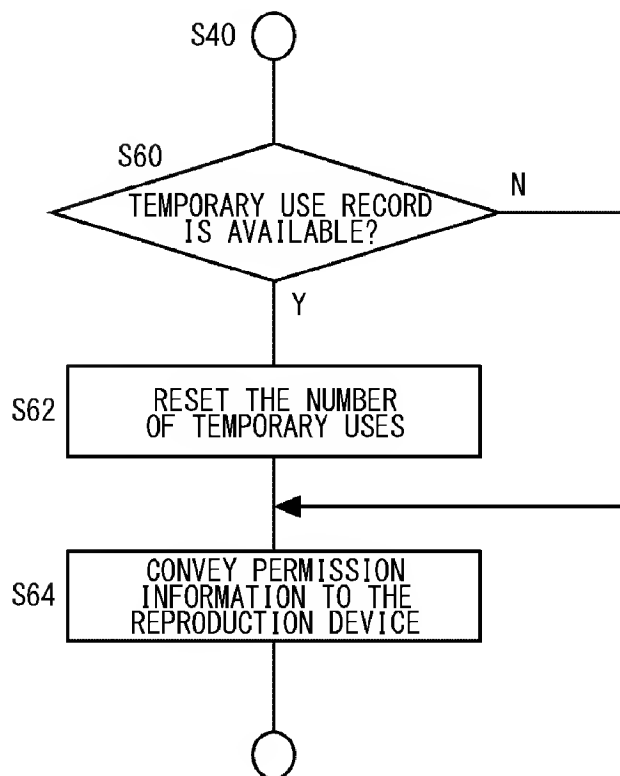 S40
S60
TEMPORARY USE RECORD
IS AVAILABLE?
N
Y
S62
RESET THE NUMBER
OF TEMPORARY USES
S64
CONVEY PERMISSION
INFORMATION TO THE
REPRODUCTION DEVICE